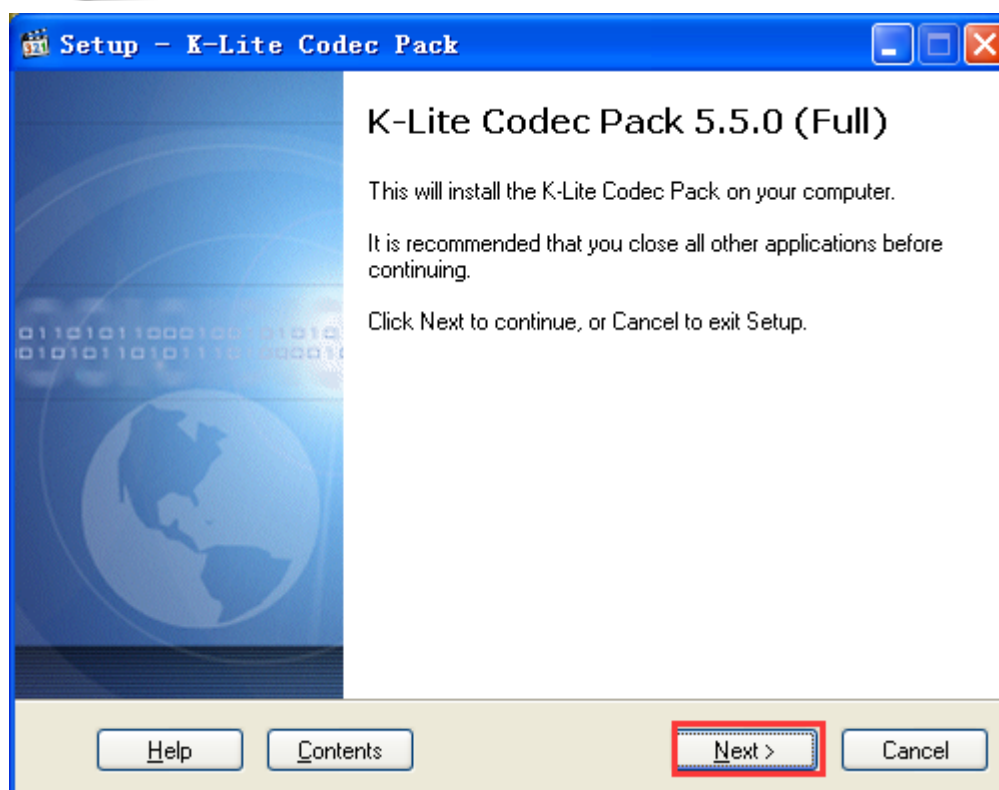 Setup - K-Lite Codec Pack
K-Lite Codec Pack 5.5.0 (Full)
This will install the K-Lite Codec Pack on your computer.
It is recommended that you close all other applications before
continuing.
Click Next to continue, or Cancel to exit Setup.
Help Contents Next > Cancel